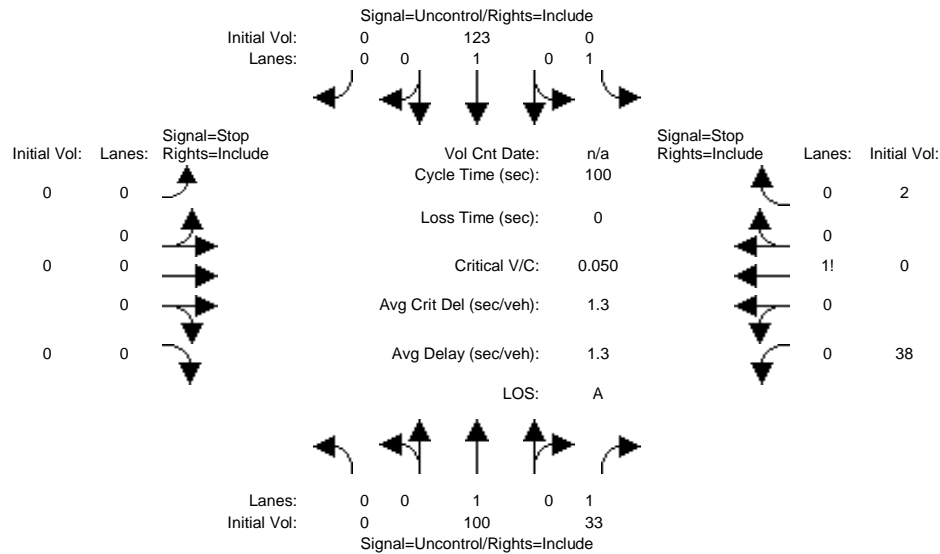 Signal=Uncontrol/Rights=Include
Initial Vol: 0 123 0
Lanes: 0 0 1 0 1
Signal=Stop Signal=Stop
Initial Vol: Lanes: Rights=Include Vol Cnt Date: n/a Rights=Include Lanes: Initial Vol:
Cycle Time (sec): 100
0 0 0 2
Loss Time (sec): 0
0 0
0 0 Critical V/C: 0.050 1! 0
0 Avg Crit Del (sec/veh): 1.3 0
0 0 Avg Delay (sec/veh): 1.3 0 38
LOS: A
Lanes: 0 0 1 0 1
Initial Vol: 0 100 33
Signal=Uncontrol/Rights=Include